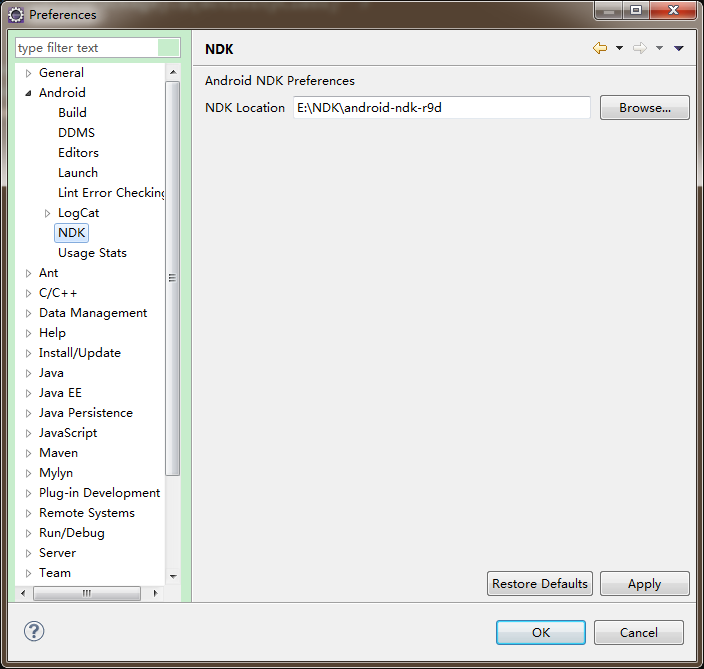 Preferences
type filter text
General
Android
Build
DDMS
Editors
Launch
Lint Error Checking
LogCat
NDK
Usage Stats
Ant
C/C++
Data Management
Help
Install/Update
Java
Java EE
Java Persistence
JavaScript
Maven
Mylyn
Plug-in Development
Remote Systems
Run/Debug
Server
Team
NDK
Android NDK Preferences
NDK Location E:\NDK\android-ndk-r9d Browse...
Restore Defaults Apply
? OK Cancel